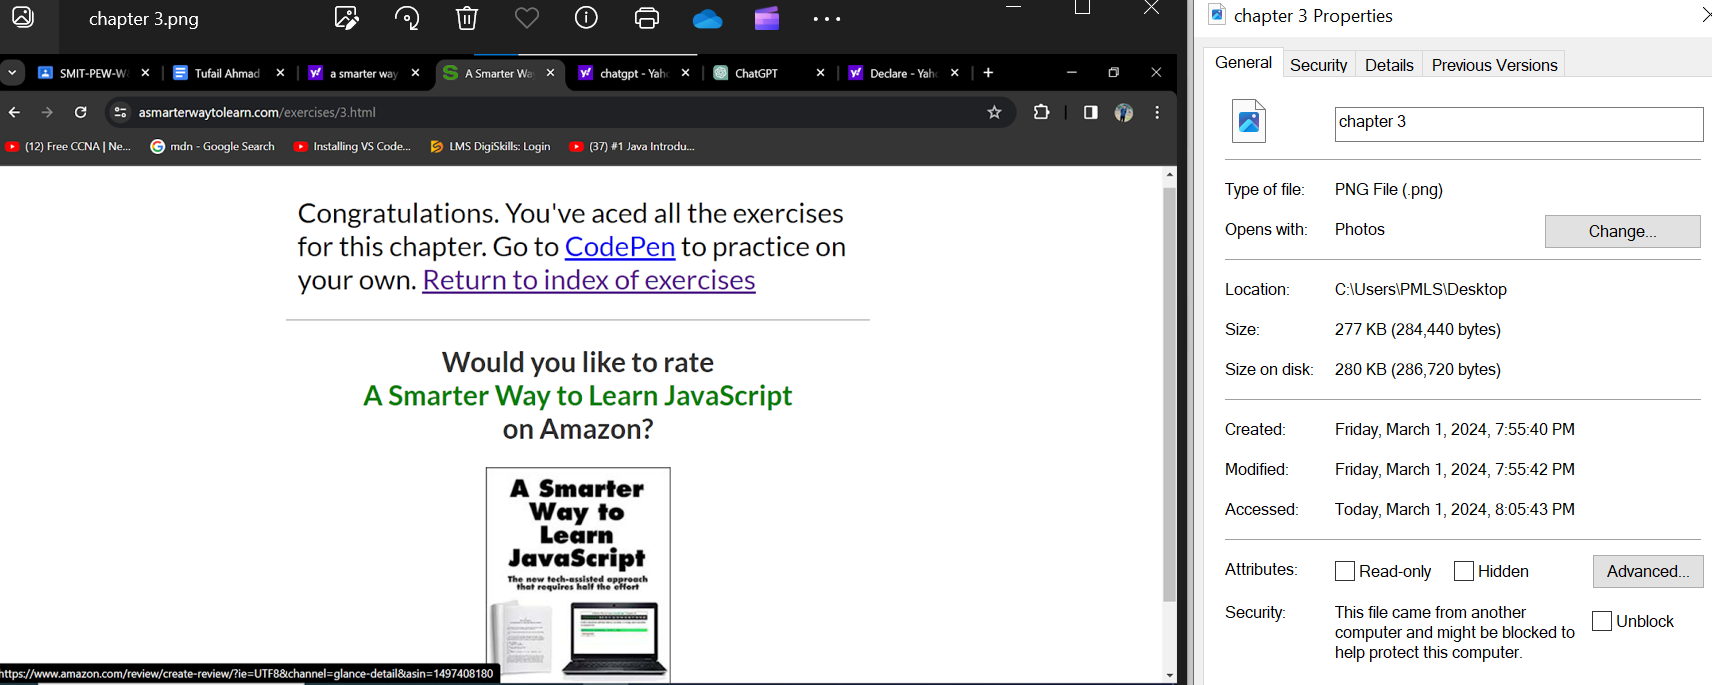 chapter 3.png
SMIT-PEW-W
Tufail Ahmad
a smarter way
A Smarter Wa
chatgpt - Yah
ChatGPT
Declare - Yah
asmarterwaytolearn.com/exercises/3.html
(12) Free CCNA | Ne...
mdn - Google Search
Installing VS Code...
LMS DigiSkills: Login
(37) #1 Java Introdu...
Congratulations. You've aced all the exercises
for this chapter. Go to CodePen to practice on
your own. Return to index of exercises
Would you like to rate
A Smarter Way to Learn JavaScript
on Amazon?
A Smarter
Way to
Learn
JavaScript
The new tech-assisted approach
that requires half the effort
https://www.amazon.com/review/create-review/?ie=UTF8&channel=glance-detail&asin=1497408180
chapter 3 Properties
General Security Details Previous Versions
chapter 3
Type of file: PNG File (.png)
Opens with: Photos Change...
Location: C:\Users\PMLS\Desktop
Size: 277 KB (284,440 bytes)
Size on disk: 280 KB (286,720 bytes)
Created: Friday, March 1, 2024, 7:55:40 PM
Modified: Friday, March 1, 2024, 7:55:42 PM
Accessed: Today, March 1, 2024, 8:05:43 PM
Attributes: Read-only Hidden Advanced...
Security: This file came from another
computer and might be blocked to
help protect this computer.
Unblock